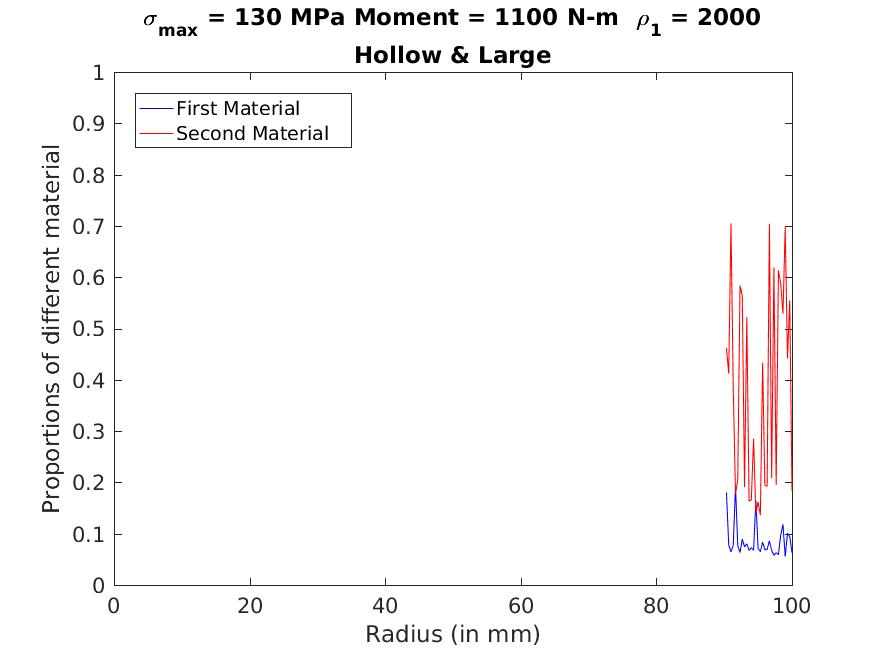 σmax = 130 MPa Moment = 1100 N-m ρ1 = 2000
Hollow & Large
First Material
Second Material
1
0.9
0.8
0.7
0.6
0.5
0.4
0.3
0.2
0.1
0
Proportions of different material
0 20 40 60 80 100
Radius (in mm)